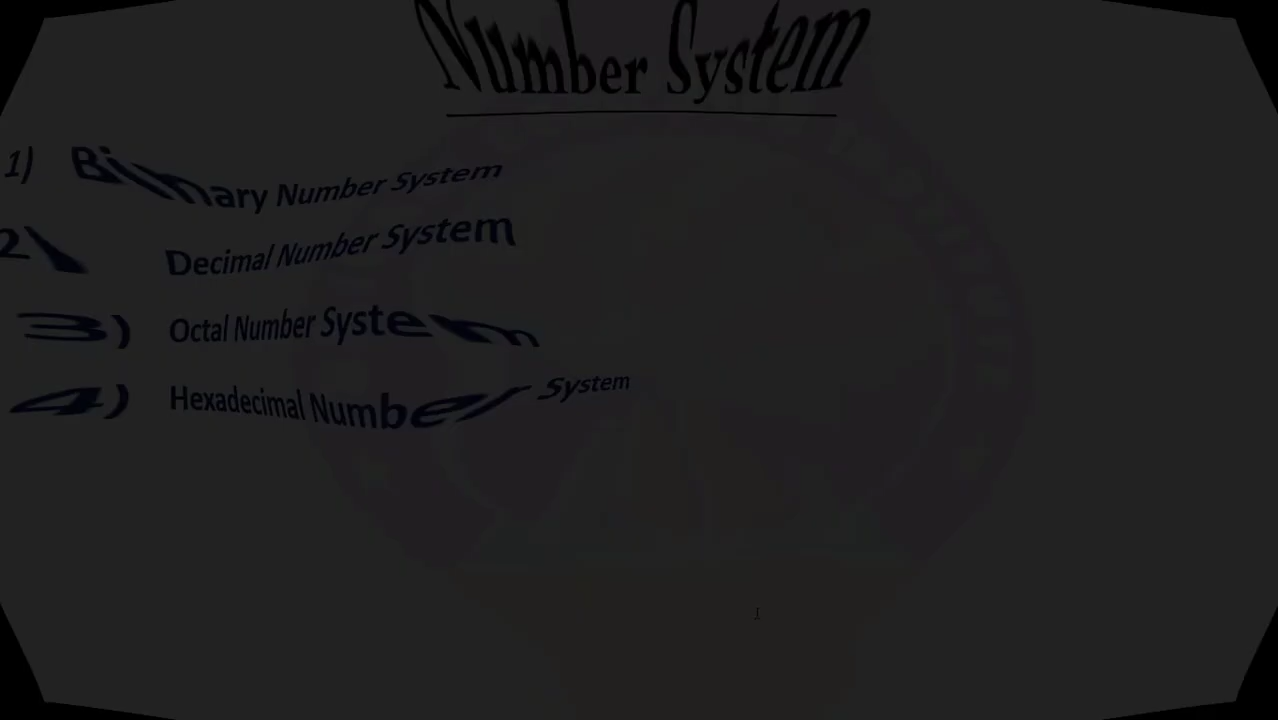 Number System
1) Binary Number System
2) Decimal Number System
3) Octal Number System
4) Hexadecimal Number System